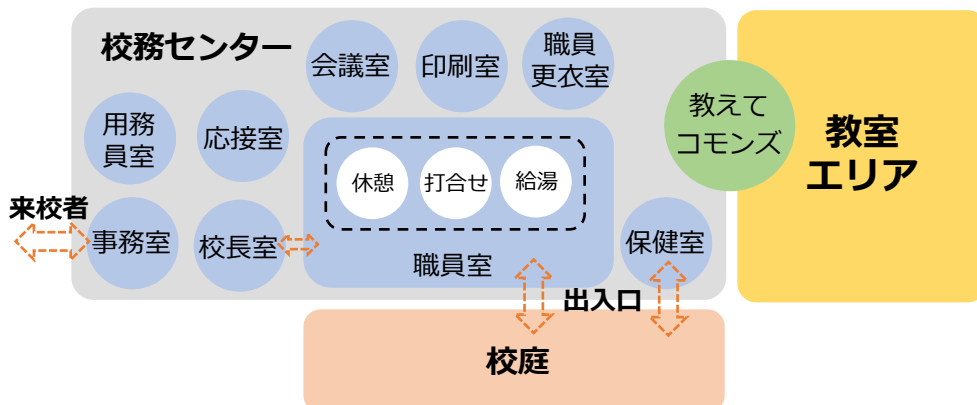 校務センター
会議室
印刷室
職員
更衣室
教えて
コモンズ
教室
エリア
用務
員室
応接室
休憩
打合せ
給湯
来校者
事務室
校長室
職員室
保健室
出入口
校庭